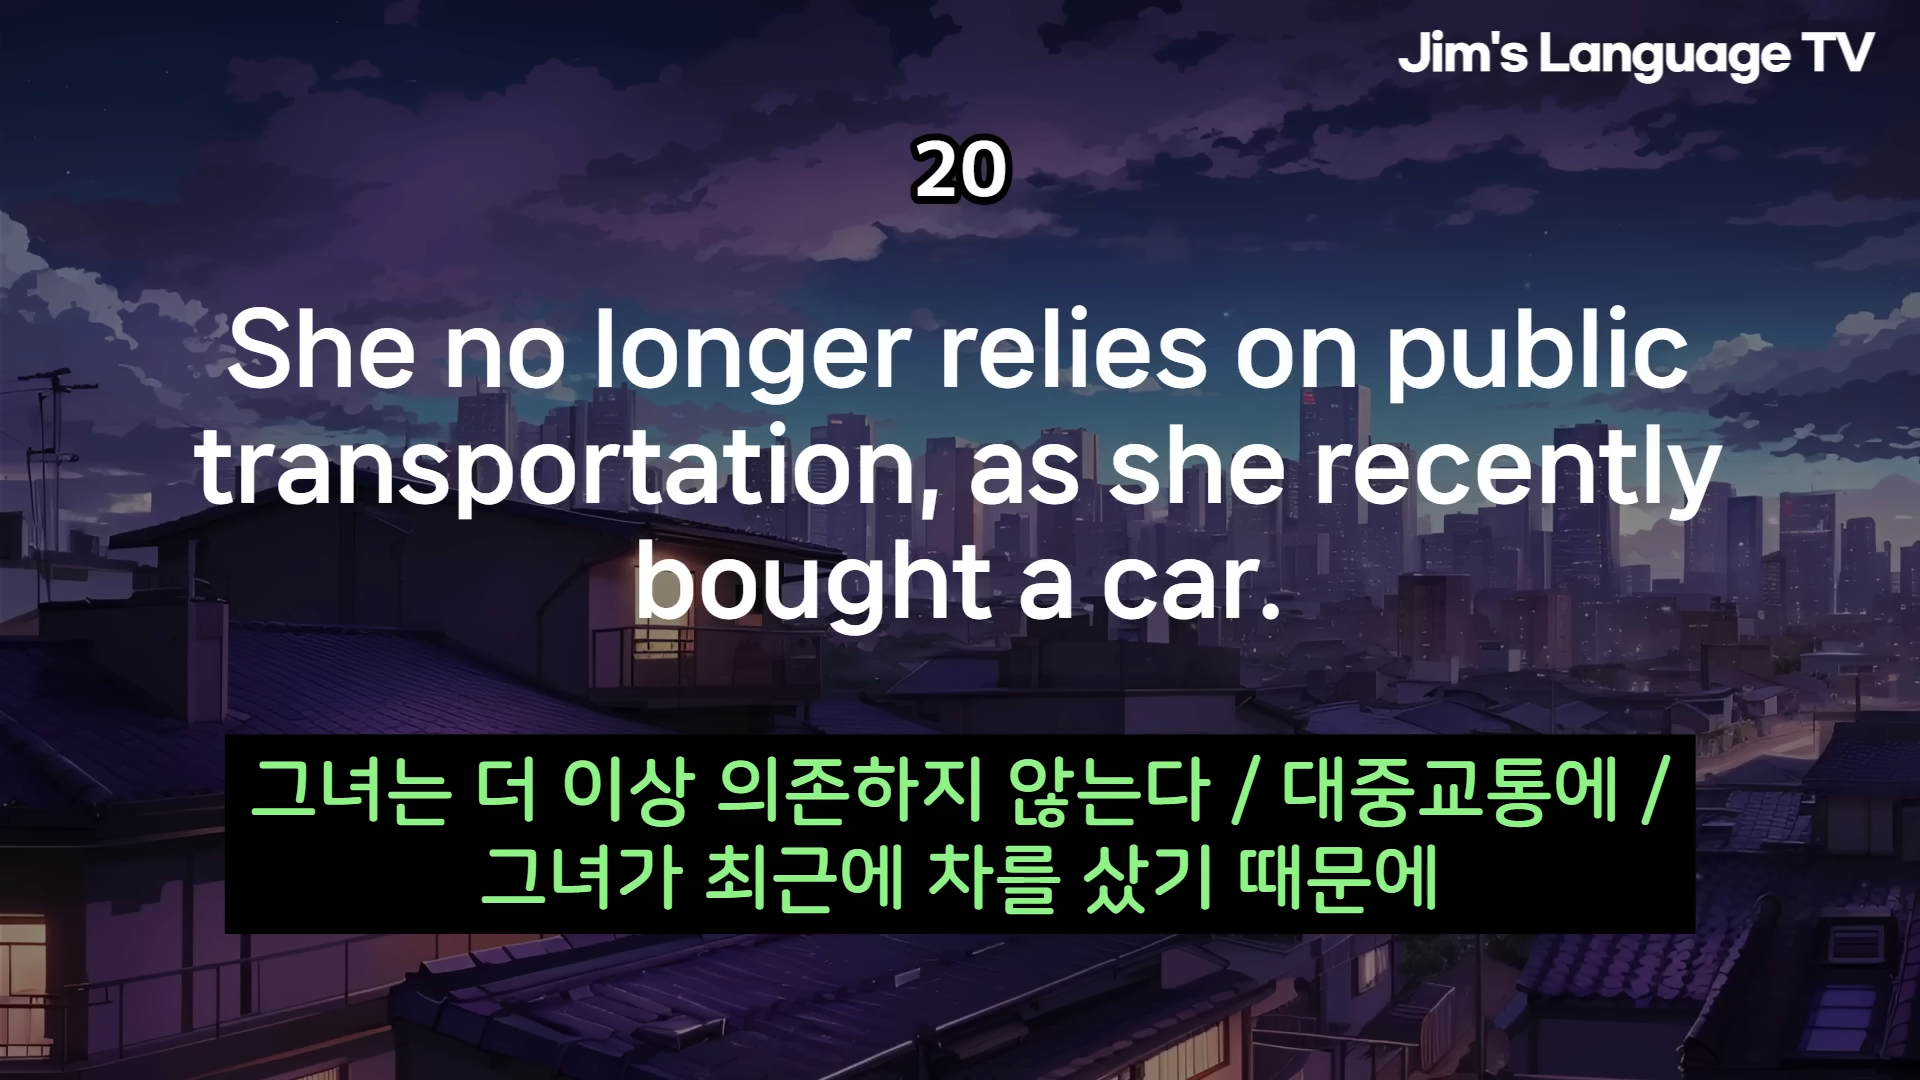 Jim's Language TV
20
She no longer relies on public
transportation, as she recently
bought a car.
그녀는 더 이상 의존하지 않는다 / 대중교통에 /
그녀가 최근에 차를 샀기 때문에